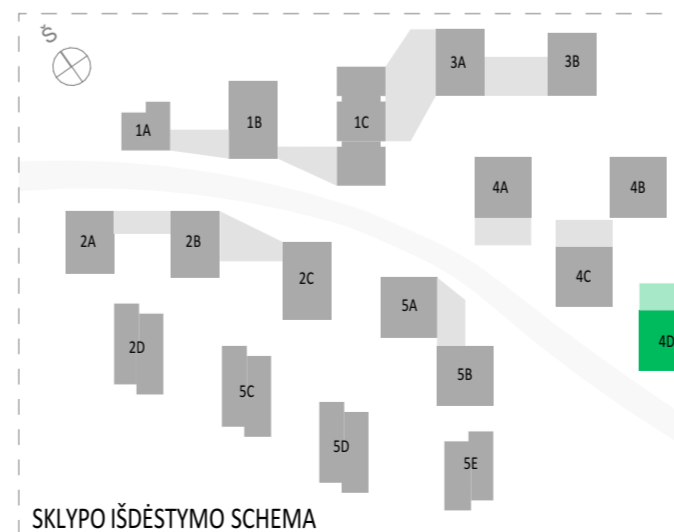 Š
3A
3B
1A
1B
1C
4A
4B
2A
2B
2C
4C
5A
4D
2D
5B
5C
5D
5E
SKLYPO IŠDĖSTYMO SCHEMA